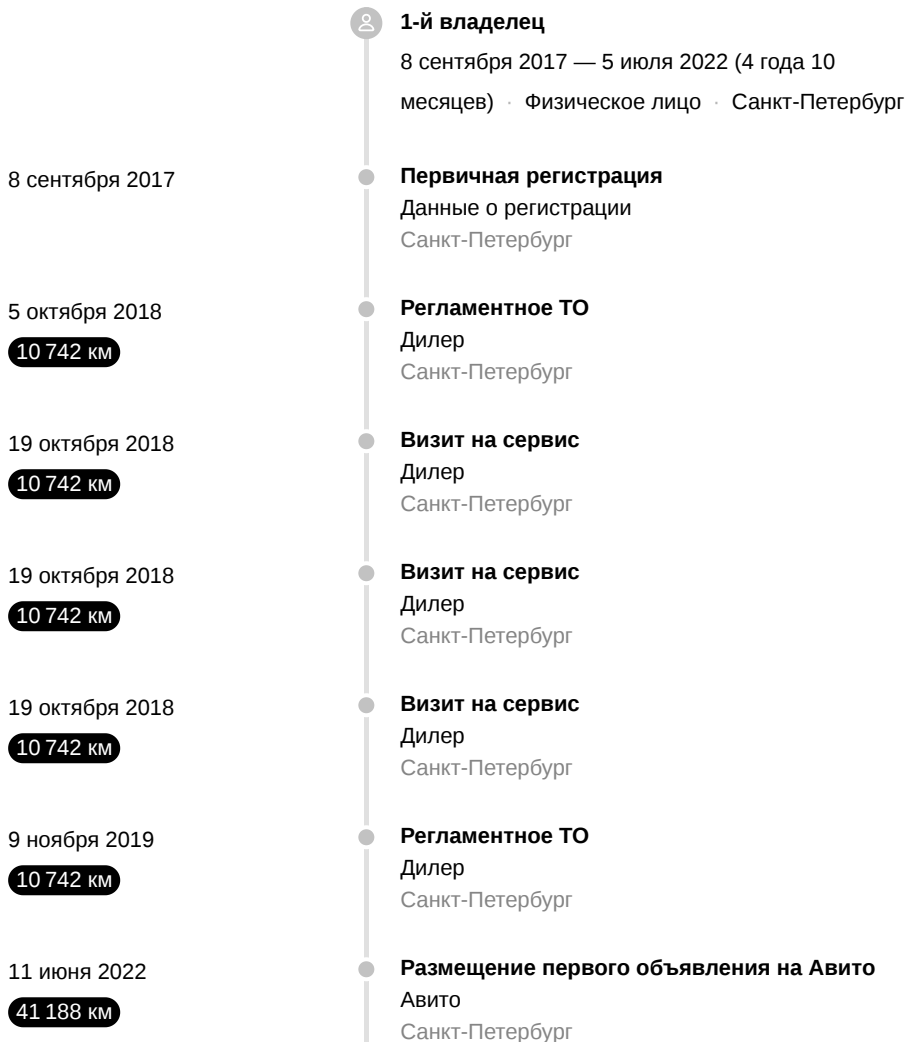 1-й владелец
8 сентября 2017 — 5 июля 2022 (4 года 10
месяцев) · Физическое лицо · Санкт-Петербург
8 сентября 2017
Первичная регистрация
Данные о регистрации
Санкт-Петербург
5 октября 2018
10 742 км
Регламентное ТО
Дилер
Санкт-Петербург
19 октября 2018
10 742 км
Визит на сервис
Дилер
Санкт-Петербург
19 октября 2018
10 742 км
Визит на сервис
Дилер
Санкт-Петербург
19 октября 2018
10 742 км
Визит на сервис
Дилер
Санкт-Петербург
9 ноября 2019
10 742 км
Регламентное ТО
Дилер
Санкт-Петербург
11 июня 2022
41 188 км
Размещение первого объявления на Авито
Авито
Санкт-Петербург